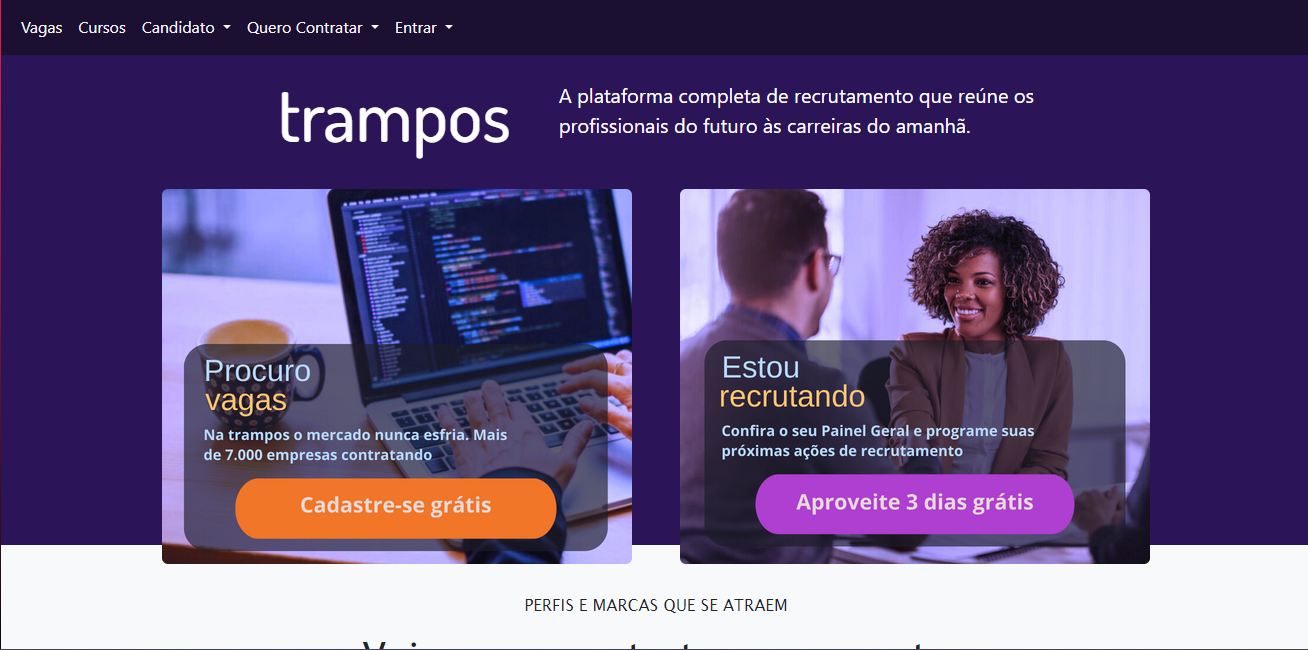 Vagas Cursos Candidato Quero Contratar Entrar
trampos
A plataforma completa de recrutamento que reúne os
profissionais do futuro às carreiras do amanhã.
Procuro
vagas
Na trampos o mercado nunca esfria. Mais
de 7.000 empresas contratando
Cadastre-se grátis
Estou
recrutando
Confira o seu Painel Geral e programe suas
próximas ações de recrutamento
Aproveite 3 dias grátis
PERFIS E MARCAS QUE SE ATRAEM